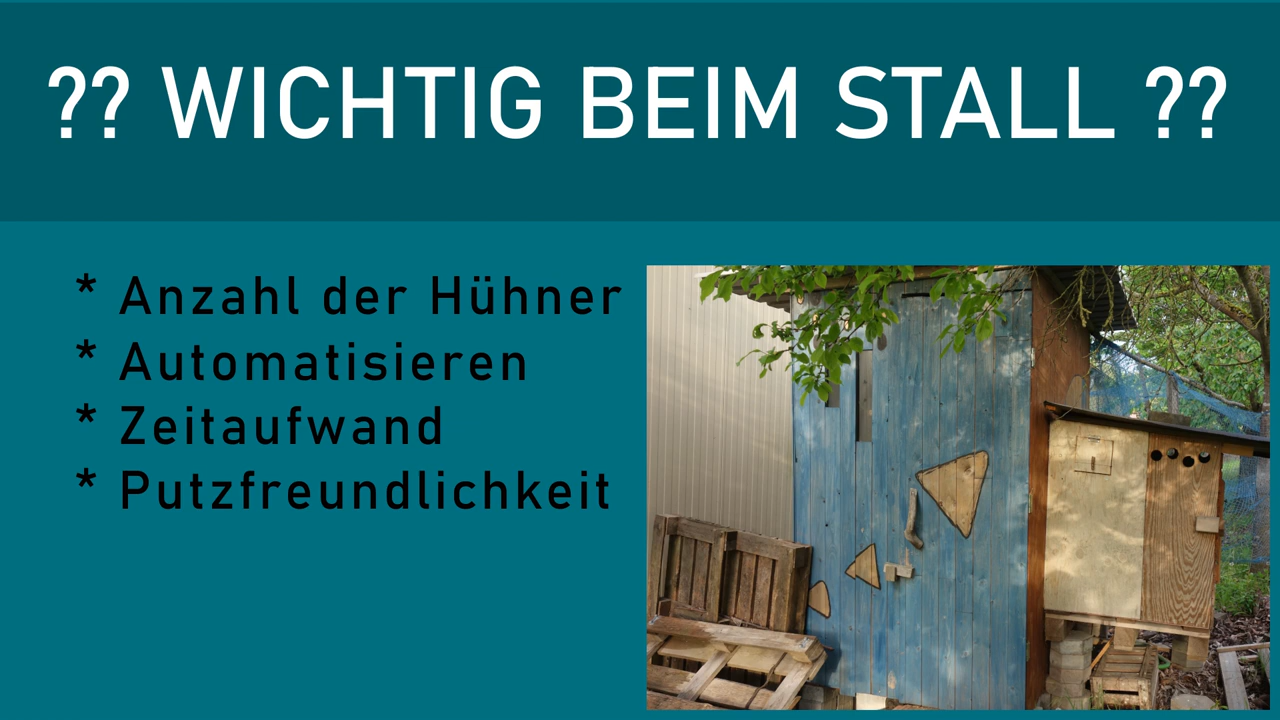 ?? WICHTIG BEIM STALL ??
* Anzahl der Hühner
* Automatisieren
* Zeitaufwand
* Putzfreundlichkeit